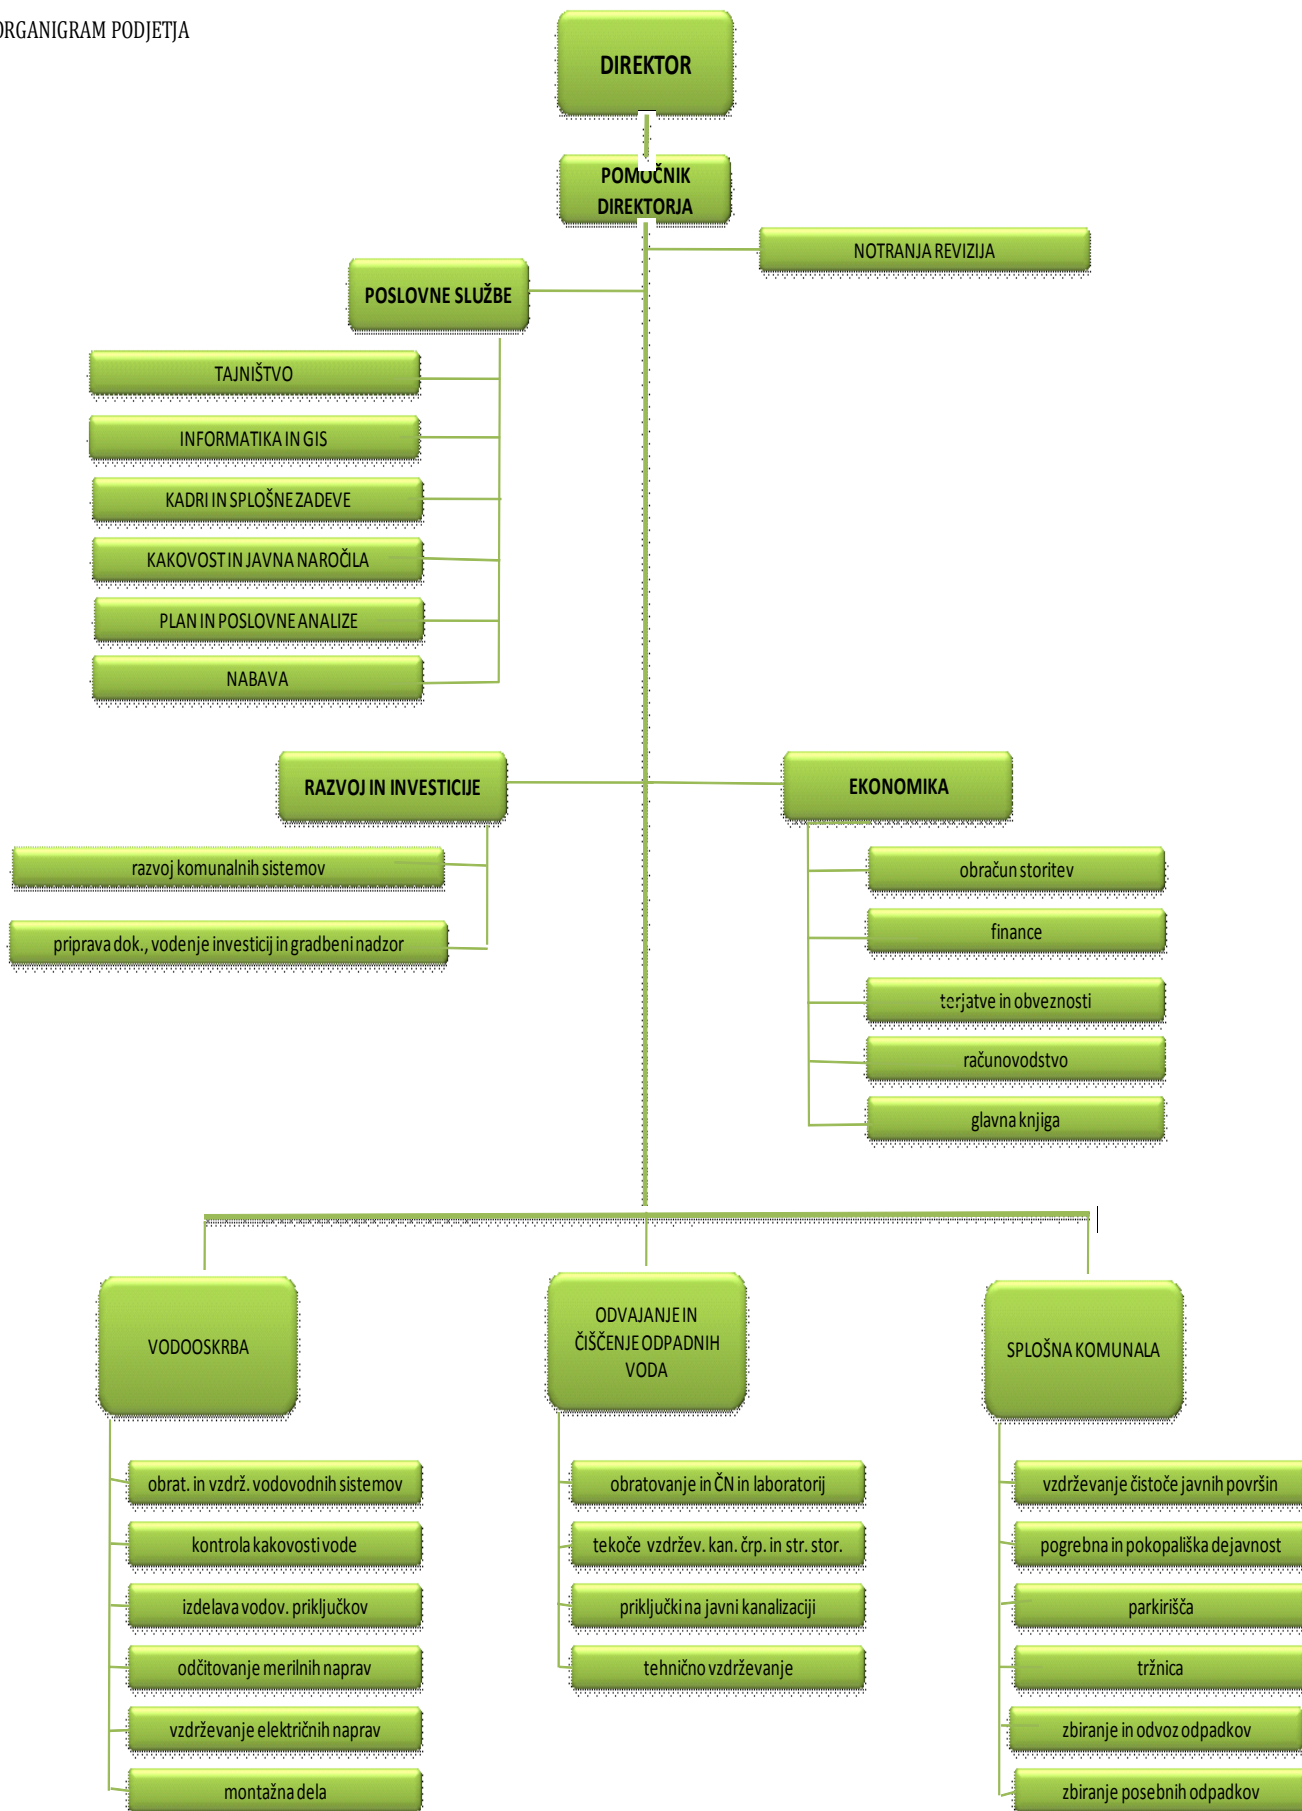 ORGANIGRAM PODJETJA
DIREKTOR
POMOČNIK
DIREKTORJA
NOTRANJA REVIZIJA
POSLOVNE SLUŽBE
TAJNIŠTVO
INFORMATIKA IN GIS
KADRI IN SPLOŠNE ZADEVE
KAKOVOST IN JAVNA NAROČILA
PLAN IN POSLOVNE ANALIZE
NABAVA
RAZVOJ IN INVESTICIJE
razvoj komunalnih sistemov
priprava dok., vodenje investicij in gradbeni nadzor
EKONOMIKA
obračun storitev
finance
terjatve in obveznosti
računovodstvo
glavna knjiga
VODOOSKRBA
obrat. in vzdrž. vodovodnih sistemov
kontrola kakovosti vode
izdelava vodov. priključkov
odčitovanje merilnih naprav
vzdrževanje električnih naprav
montažna dela
ODVAJANJE IN
ČIŠČENJE ODPADNIH
VODA
obratovanje in ČN in laboratorij
tekoče vzdržev. kan. črp. in str. stor.
priključki na javni kanalizaciji
tehnično vzdrževanje
SPLOŠNA KOMUNALA
vzdrževanje čistoče javnih površin
pogrebna in pokopališka dejavnost
parkirišča
tržnica
zbiranje in odvoz odpadkov
zbiranje posebnih odpadkov